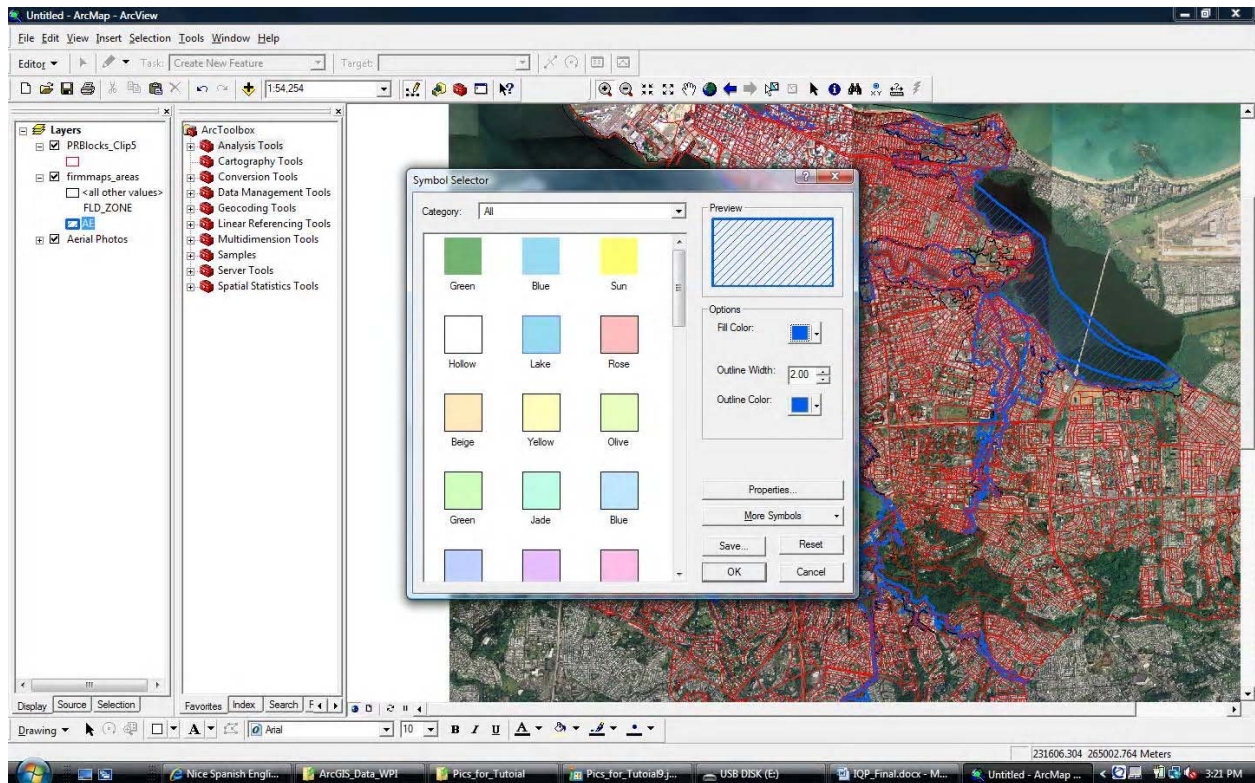 Untitled - ArcMap - ArcView
File Edit View Insert Selection Tools Window Help
Editor Task: Create New Feature Target:
1:54,254
Layers
PRBlocks_Clip5
firmmaps_areas
<all other values>
FLD_ZONE
AE
Aerial Photos
Display Source Selection
ArcToolbox
Analysis Tools
Cartography Tools
Conversion Tools
Data Management Tools
Geocoding Tools
Linear Referencing Tools
Multidimension Tools
Samples
Server Tools
Spatial Statistics Tools
Favorites Index Search F
Symbol Selector
Category: All
Green Blue Sun
Hollow Lake Rose
Beige Yellow Olive
Green Jade Blue
Preview
Options
Fill Color:
Outline Width: 2.00
Outline Color:
Properties...
More Symbols
Save... Reset
OK Cancel
Drawing A Arial 10 B I U A
231606.304 265002.764 Meters
Nice Spanish Engli... ArcGIS_Data_WPI Pics_for_Tutoial Pics_for_Tutoial9.j... USB DISK (E:) IQP_Final.docx - M... Untitled - ArcMap ... 3:21 PM